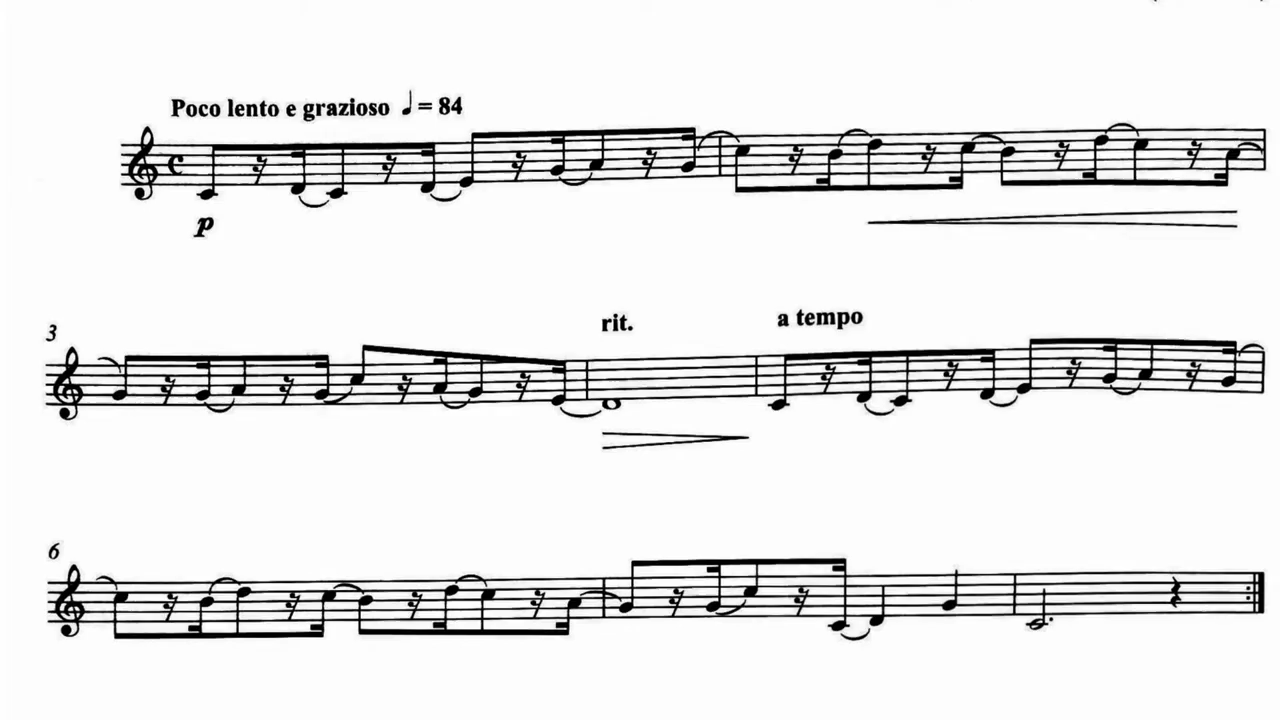 Poco lento e grazioso ♩= 84
p
3
rit.
a tempo
6